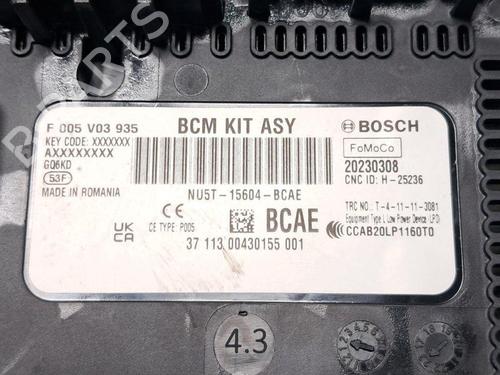 F 005 V03 935
BCM KIT ASY
BOSCH
KEY CODE: XXXXXXX
AXXXXXXXXX
GQ6KD
53F
MADE IN ROMANIA
FoMoCo
20230308
CNC ID: H-25236
NU5T-15604-BCAE
UK
CA
CE
CE TYPE P005
BCAE
TRC NO.: T-4-11-11-3081
Equipment Type L Low Power Device (LPD)
CCAB20LP1160T0
37 113 00430155 001
4.3